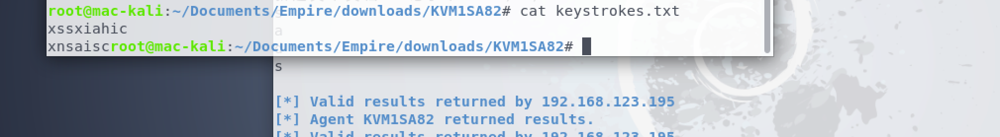 root@mac-kali:~/Documents/Empire/downloads/KVM1SA82# cat keystrokes.txt
xssxiahic
a
xnsaiscroot@mac-kali:~/Documents/Empire/downloads/KVM1SA82#
s
[*] Valid results returned by 192.168.123.195
[*] Agent KVM1SA82 returned results.
[*] Valid results returned by 192.168.123.195